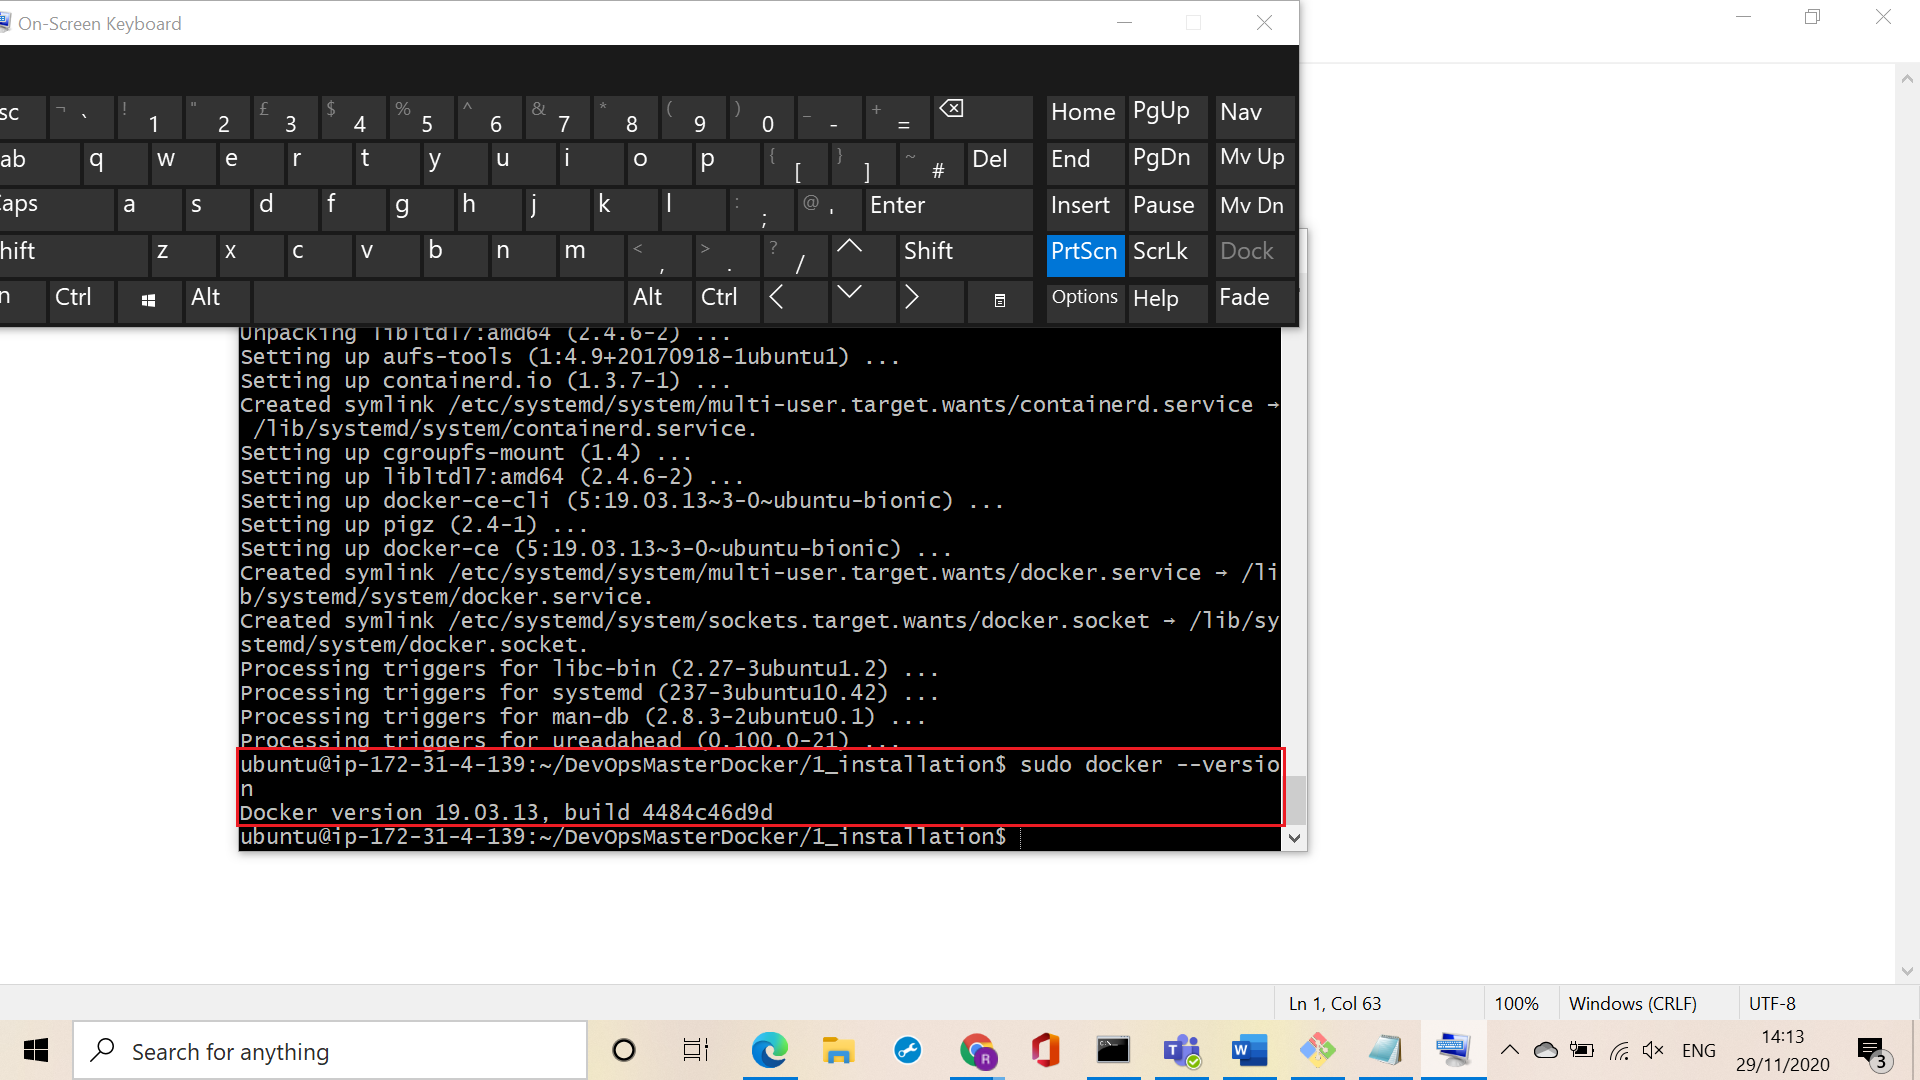 On-Screen Keyboard
sc ¬ ` ! 1 " 2 £ 3 $ 4 % 5 ^ 6 & 7 * 8 ( 9 ) 0 _ - + = Home PgUp Nav
ab q w e r t y u i o p { [ } ] ~ # Del End PgDn Mv Up
Caps a s d f g h j k l : ; @ ' Enter Insert Pause Mv Dn
hift z x c v b n m < , > . ? / Shift PrtScn ScrLk Dock
n Ctrl Alt Alt Ctrl Options Help Fade
Unpacking libltdl7:amd64 (2.4.6-2) ...
Setting up aufs-tools (1:4.9+20170918-1ubuntu1) ...
Setting up containerd.io (1.3.7-1) ...
Created symlink /etc/systemd/system/multi-user.target.wants/containerd.service →
/lib/systemd/system/containerd.service.
Setting up cgroupfs-mount (1.4) ...
Setting up libltdl7:amd64 (2.4.6-2) ...
Setting up docker-ce-cli (5:19.03.13~3-0~ubuntu-bionic) ...
Setting up pigz (2.4-1) ...
Setting up docker-ce (5:19.03.13~3-0~ubuntu-bionic) ...
Created symlink /etc/systemd/system/multi-user.target.wants/docker.service → /li
b/systemd/system/docker.service.
Created symlink /etc/systemd/system/sockets.target.wants/docker.socket → /lib/sy
stemd/system/docker.socket.
Processing triggers for libc-bin (2.27-3ubuntu1.2) ...
Processing triggers for systemd (237-3ubuntu10.42) ...
Processing triggers for man-db (2.8.3-2ubuntu0.1) ...
Processing triggers for ureadahead (0.100.0-21) ...
ubuntu@ip-172-31-4-139:~/DevOpsMasterDocker/1_installation$ sudo docker --versio
n
Docker version 19.03.13, build 4484c46d9d
ubuntu@ip-172-31-4-139:~/DevOpsMasterDocker/1_installation$
Ln 1, Col 63 100% Windows (CRLF) UTF-8
Search for anything
R
W
ENG
14:13
29/11/2020
3